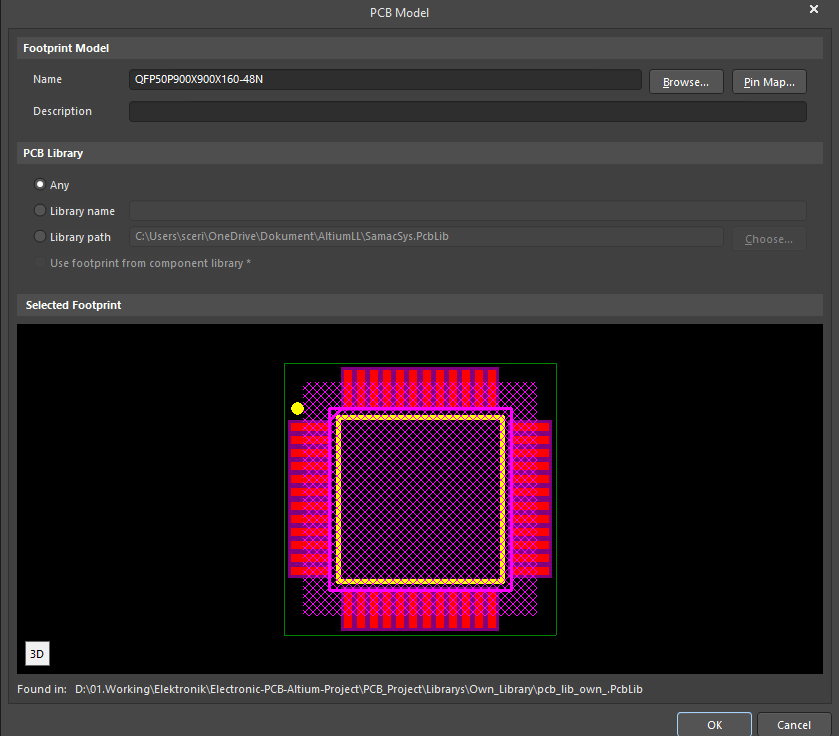 PCB Model
Footprint Model
Name QFP50P900X900X160-48N Browse... Pin Map...
Description
PCB Library
Any
Library name
Library path C:\Users\sceri\OneDrive\Dokument\AltiumLL\SamacSys.PcbLib Choose...
Use footprint from component library *
Selected Footprint
3D
Found in: D:\01.Working\Elektronik\Electronic-PCB-Altium-Project\PCB_Project\Librarys\Own_Library\pcb_lib_own_.PcbLib
OK Cancel